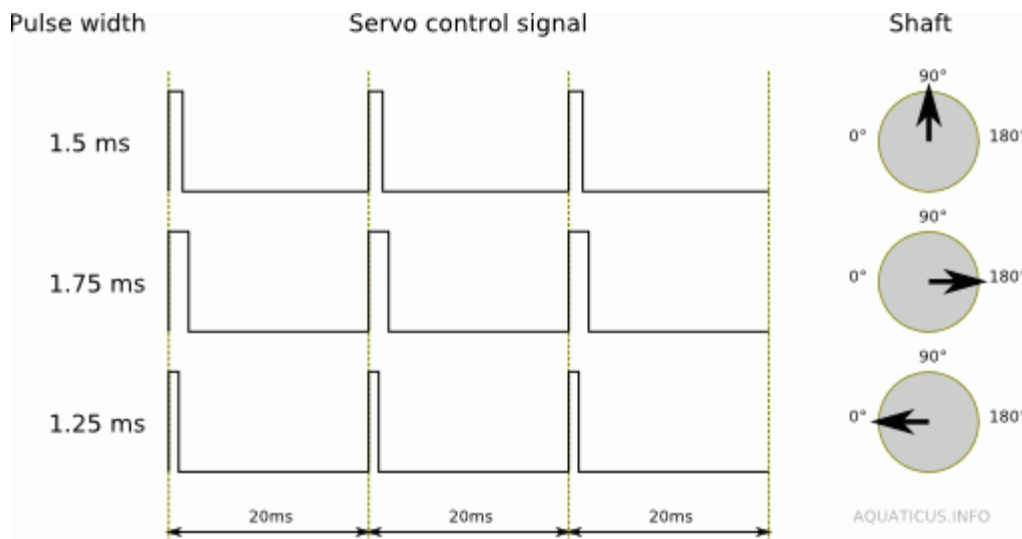 Pulse width Servo control signal Shaft
90°
1.5 ms 0° 180°
90°
1.75 ms 0° 180°
90°
1.25 ms 0° 180°
20ms 20ms 20ms AQUATICUS.INFO